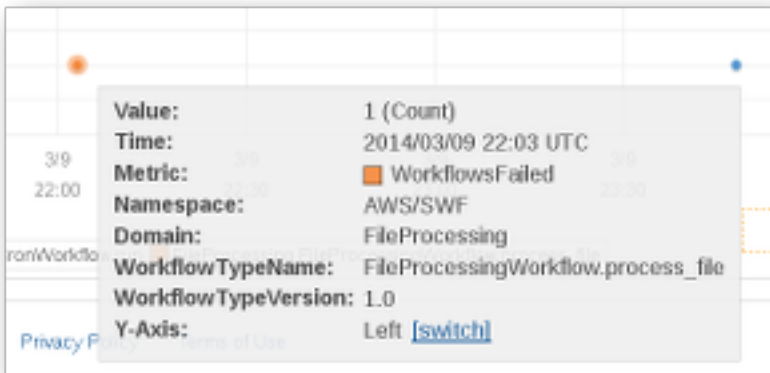 Value: 1 (Count)
Time: 2014/03/09 22:03 UTC
3/9 3/9 3/9
Metric: WorkflowsFailed
22:00 22:30 23:30
Namespace: AWS/SWF
Domain: FileProcessing
ronWorkflo
WorkflowTypeName: FileProcessingWorkflow.process_file
WorkflowTypeVersion: 1.0
Y-Axis: Left [switch]
Privacy Policy Terms of Use